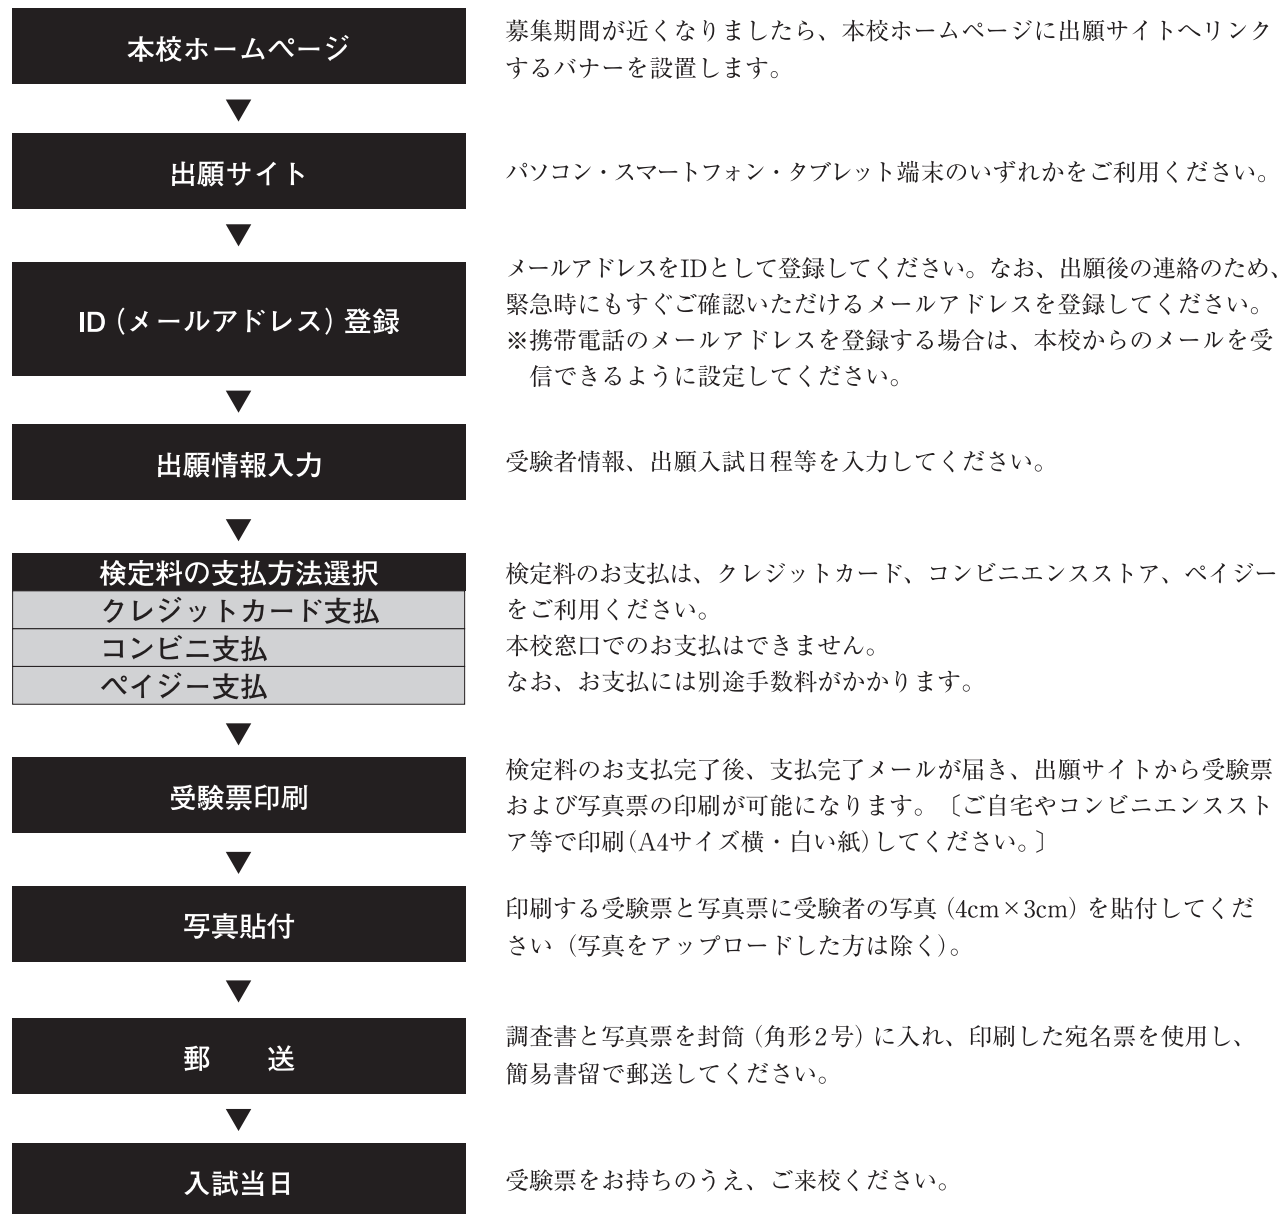 本校ホームページ
募集期間が近くなりましたら、本校ホームページに出願サイトへリンク
するバナーを設置します。
▼
出願サイト
パソコン・スマートフォン・タブレット端末のいずれかをご利用ください。
▼
ID（メールアドレス）登録
メールアドレスをIDとして登録してください。なお、出願後の連絡のため、
緊急時にもすぐご確認いただけるメールアドレスを登録してください。
※携帯電話のメールアドレスを登録する場合は、本校からのメールを受
信できるように設定してください。
▼
出願情報入力
受験者情報、出願入試日程等を入力してください。
▼
検定料の支払方法選択
クレジットカード支払
コンビニ支払
ペイジー支払
検定料のお支払は、クレジットカード、コンビニエンスストア、ペイジー
をご利用ください。
本校窓口でのお支払はできません。
なお、お支払には別途手数料がかかります。
▼
受験票印刷
検定料のお支払完了後、支払完了メールが届き、出願サイトから受験票
および写真票の印刷が可能になります。〔ご自宅やコンビニエンススト
ア等で印刷（A4サイズ横・白い紙）してください。〕
▼
写真貼付
印刷する受験票と写真票に受験者の写真（4cm×3cm）を貼付してくだ
さい（写真をアップロードした方は除く）。
▼
郵　　送
調査書と写真票を封筒（角形2号）に入れ、印刷した宛名票を使用し、
簡易書留で郵送してください。
▼
入試当日
受験票をお持ちのうえ、ご来校ください。